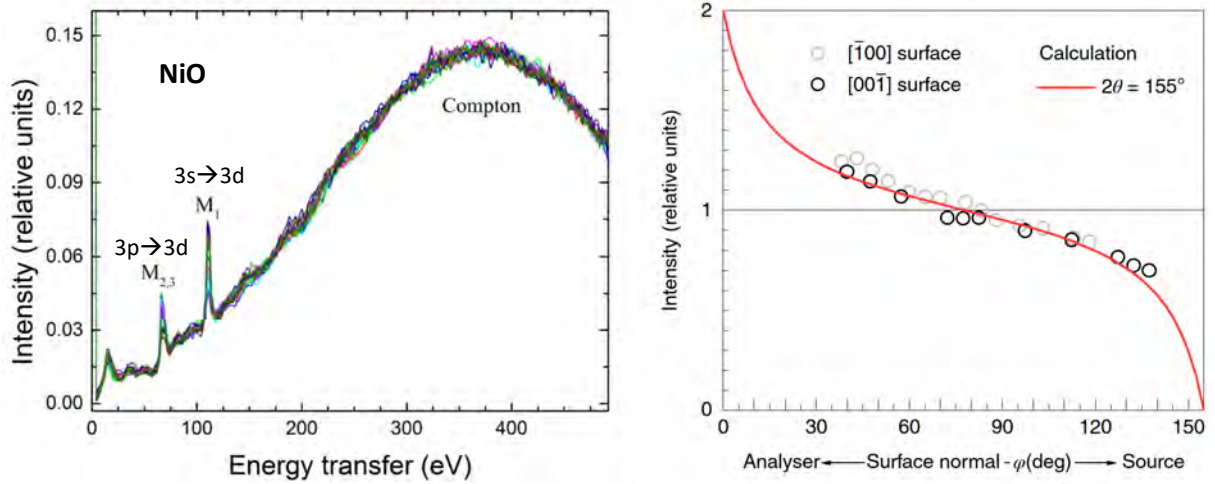 NiO
Compton
3s→3d
M1
3p→3d
M2,3
0.15
0.12
0.09
0.06
0.03
0.00
Intensity (relative units)
0 100 200 300 400
Energy transfer (eV)
[1̄00] surface
[001̄] surface
Calculation
2θ = 155°
2
1
0
Intensity (relative units)
0 30 60 90 120 150
Analyser ← Surface normal - φ(deg) → Source